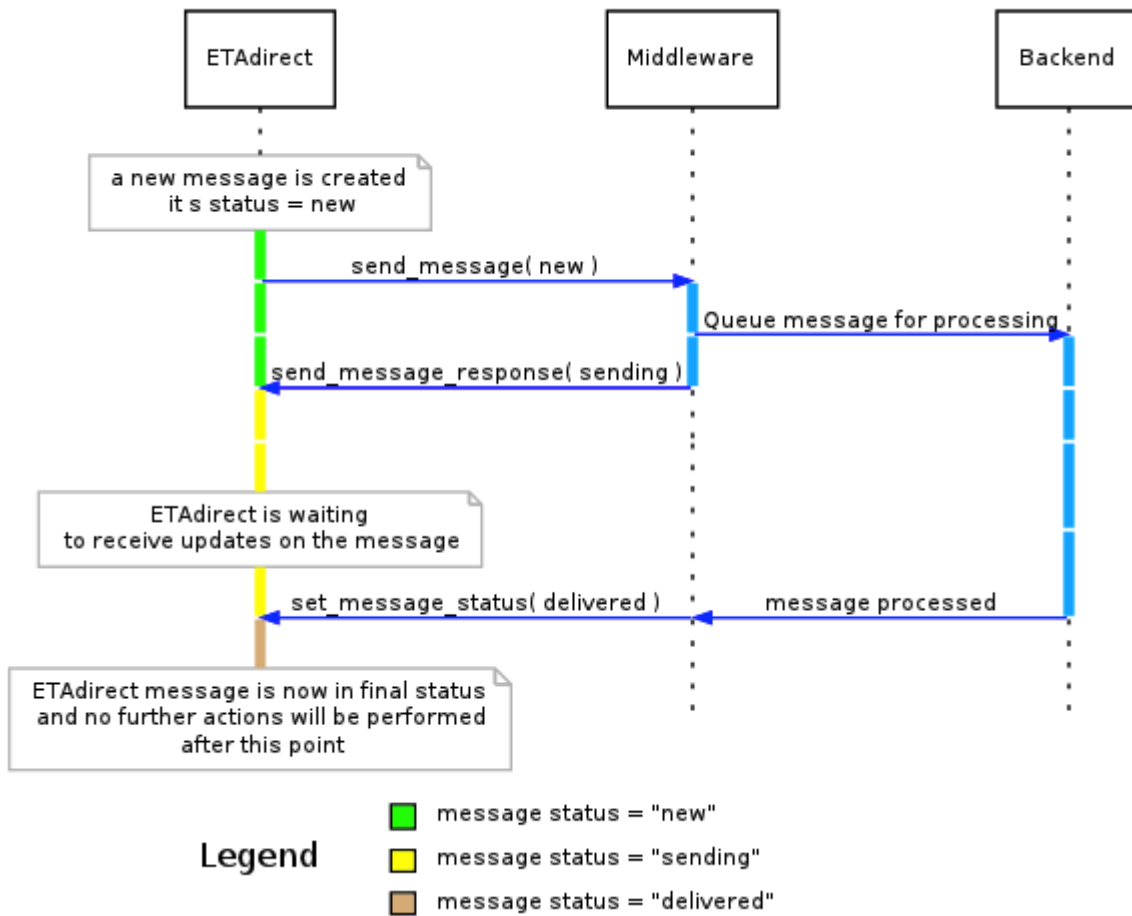 ETAdirect
Middleware
Backend
a new message is created
it s status = new
send_message( new )
Queue message for processing
send_message_response( sending )
ETAdirect is waiting
to receive updates on the message
set_message_status( delivered )
message processed
ETAdirect message is now in final status
and no further actions will be performed
after this point
Legend
message status = "new"
message status = "sending"
message status = "delivered"